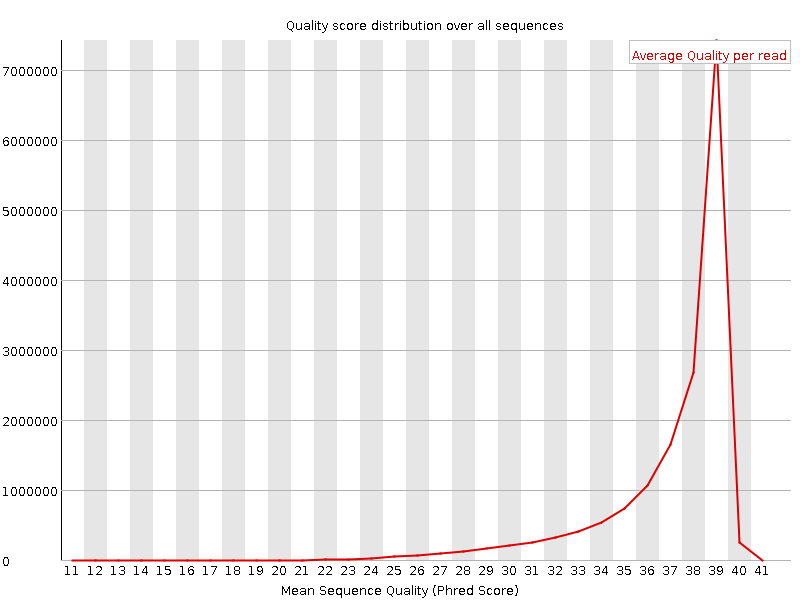 Quality score distribution over all sequences
Average Quality per read
7000000
6000000
5000000
4000000
3000000
2000000
1000000
0
11 12 13 14 15 16 17 18 19 20 21 22 23 24 25 26 27 28 29 30 31 32 33 34 35 36 37 38 39 40 41
Mean Sequence Quality (Phred Score)